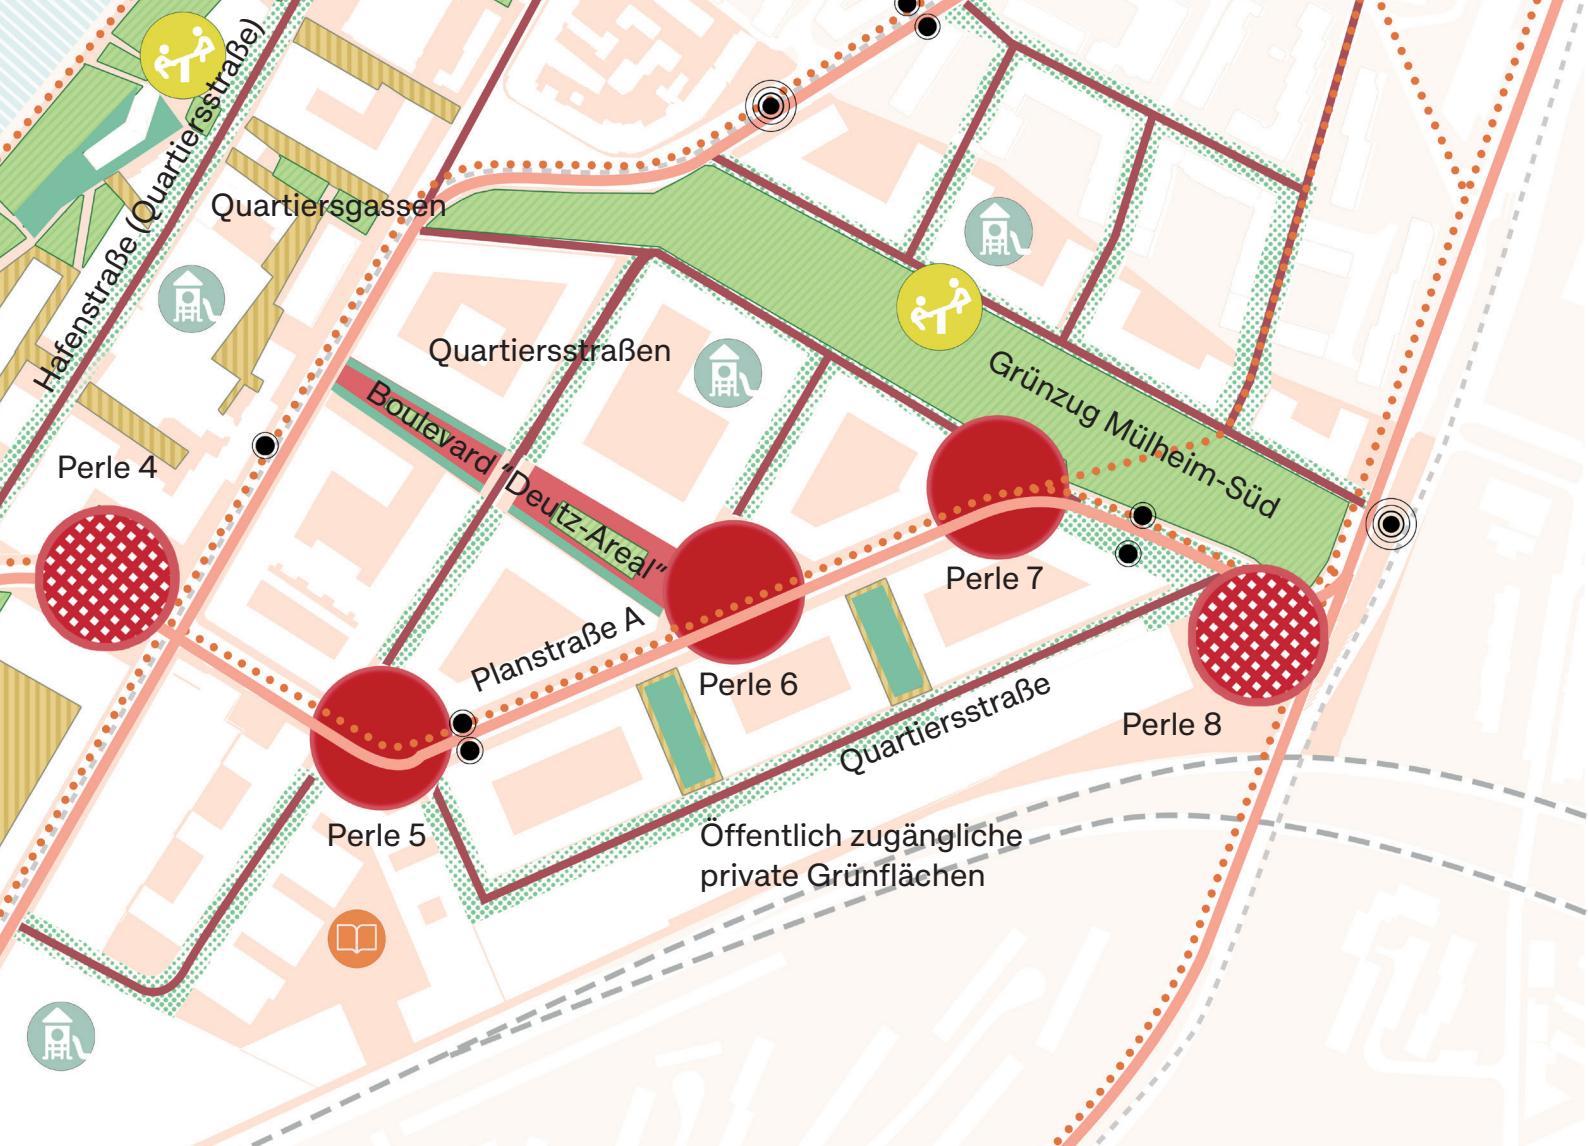 Hafenstraße (Quartiersstraße)
Quartiersgassen
Quartiersstraßen
Grünzug Mülheim-Süd
Boulevard “Deutz-Areal”
Perle 4
Perle 7
Planstraße A
Perle 6
Quartiersstraße
Perle 8
Perle 5
Öffentlich zugängliche
private Grünflächen